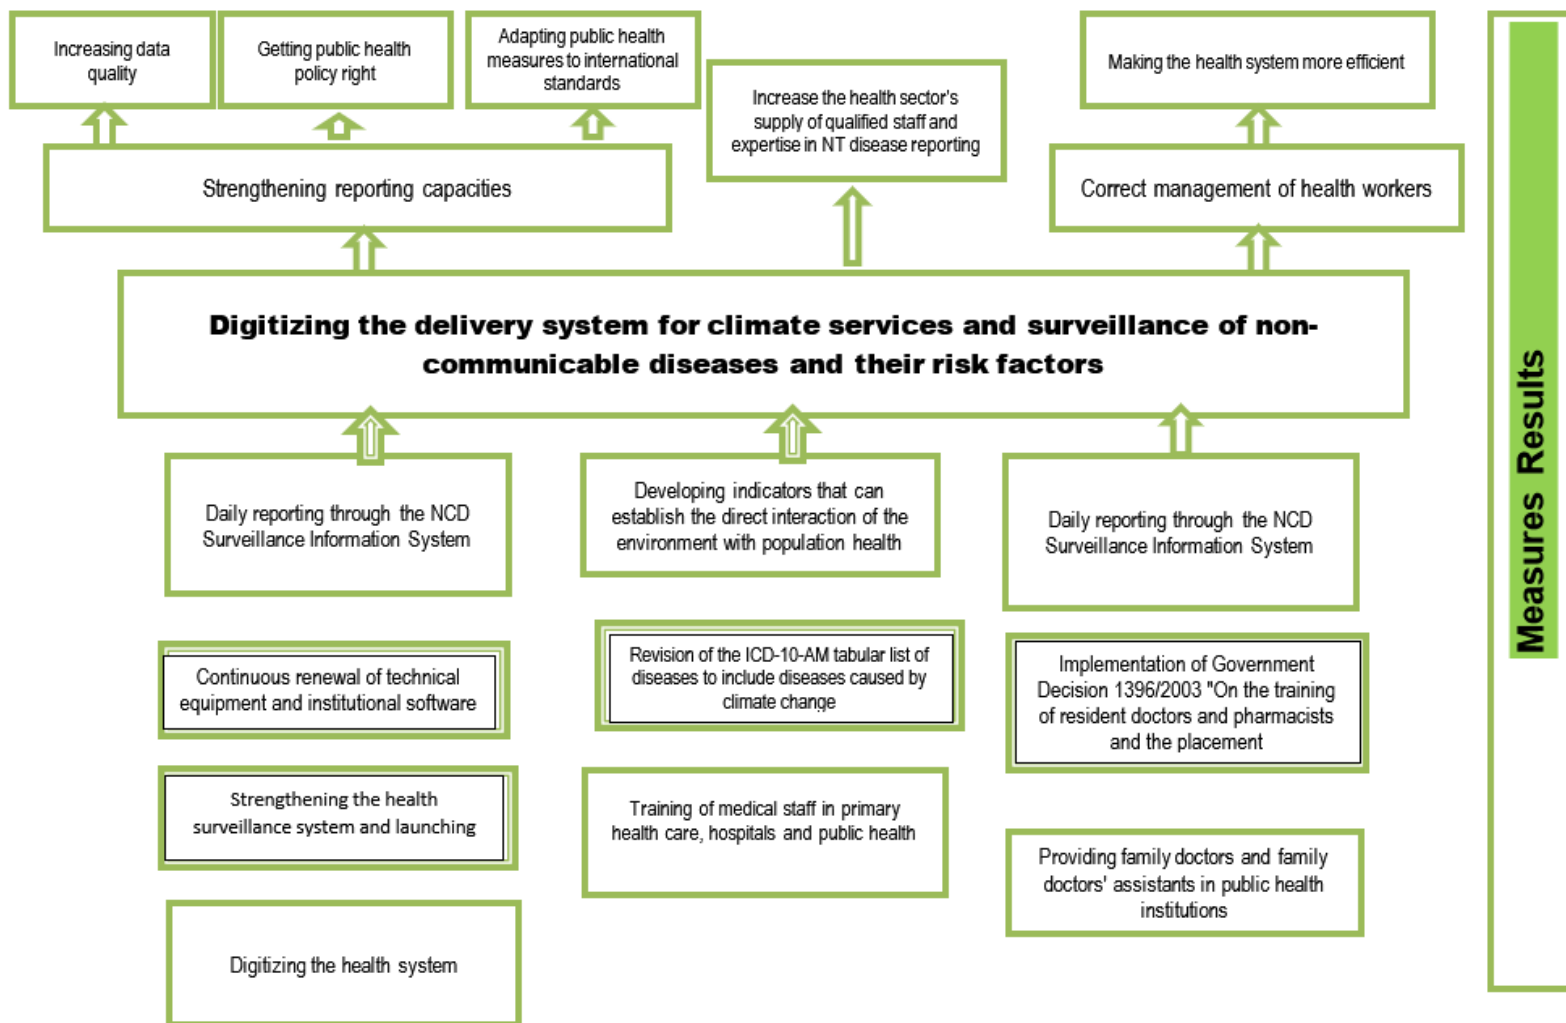 Increasing data
quality
Getting public health
policy right
Adapting public health
measures to international
standards
Increase the health sector's
supply of qualified staff and
expertise in NT disease reporting
Making the health system more efficient
Strengthening reporting capacities
Correct management of health workers
Digitizing the delivery system for climate services and surveillance of non-
communicable diseases and their risk factors
Daily reporting through the NCD
Surveillance Information System
Developing indicators that can
establish the direct interaction of the
environment with population health
Daily reporting through the NCD
Surveillance Information System
Continuous renewal of technical
equipment and institutional software
Revision of the ICD-10-AM tabular list of
diseases to include diseases caused by
climate change
Implementation of Government
Decision 1396/2003 "On the training
of resident doctors and pharmacists
and the placement
Strengthening the health
surveillance system and launching
Training of medical staff in primary
health care, hospitals and public health
Providing family doctors and family
doctors' assistants in public health
institutions
Digitizing the health system
Measures Results